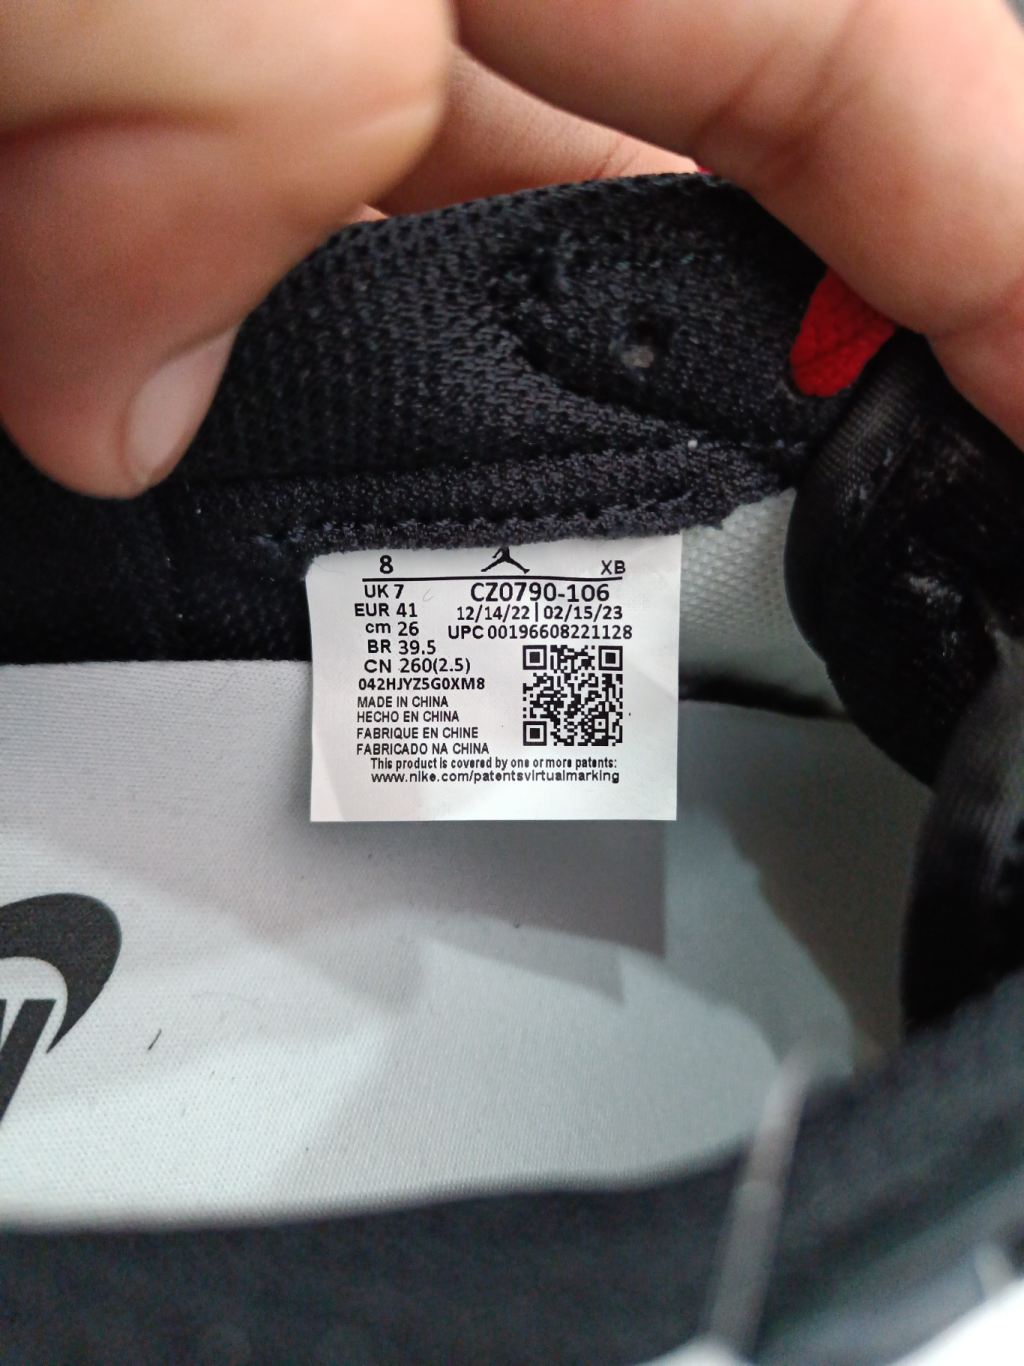 8 XB
UK 7 CZ0790-106
EUR 41 12/14/22 | 02/15/23
cm 26 UPC 00196608221128
BR 39.5
CN 260(2.5)
042HJYZ5G0XM8
MADE IN CHINA
HECHO EN CHINA
FABRIQUE EN CHINE
FABRICADO NA CHINA
This product is covered by one or more patents:
www.nike.com/patentsvirtualmarking